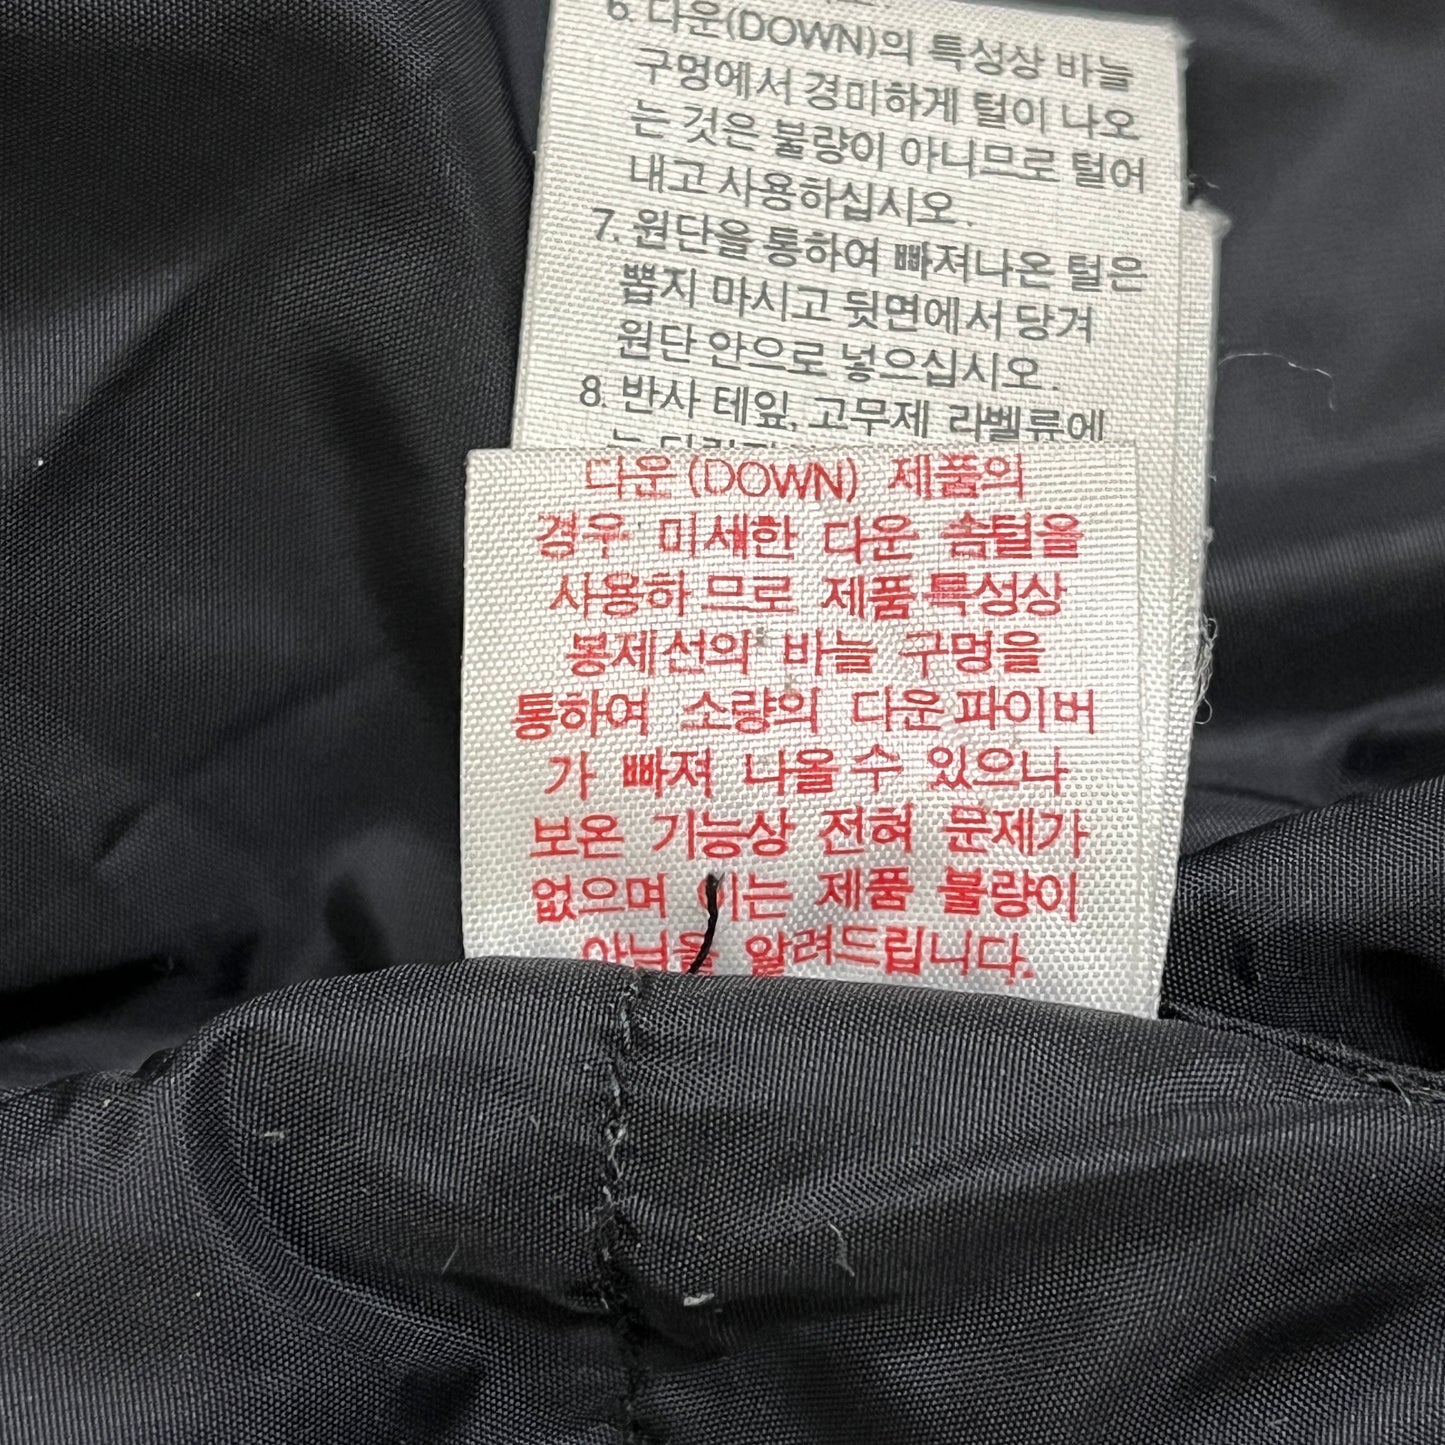 6. 다운(DOWN)의 특성상 바늘
구멍에서 경미하게 털이 나오
는 것은 불량이 아니므로 털어
내고 사용하십시오.
7. 원단을 통하여 빠져나온 털은
뽑지 마시고 뒷면에서 당겨
원단 안으로 넣으십시오.
8. 반사 테잎, 고무제 라벨류에
다운(DOWN) 제품의
경우 미세한 다운 솜털을
사용하므로 제품특성상
봉제선의 바늘 구멍을
통하여 소량의 다운파이버
가 빠져 나올 수 있으나
보온 기능상 전혀 문제가
없으며 이는 제품 불량이
아님을 알려드립니다.